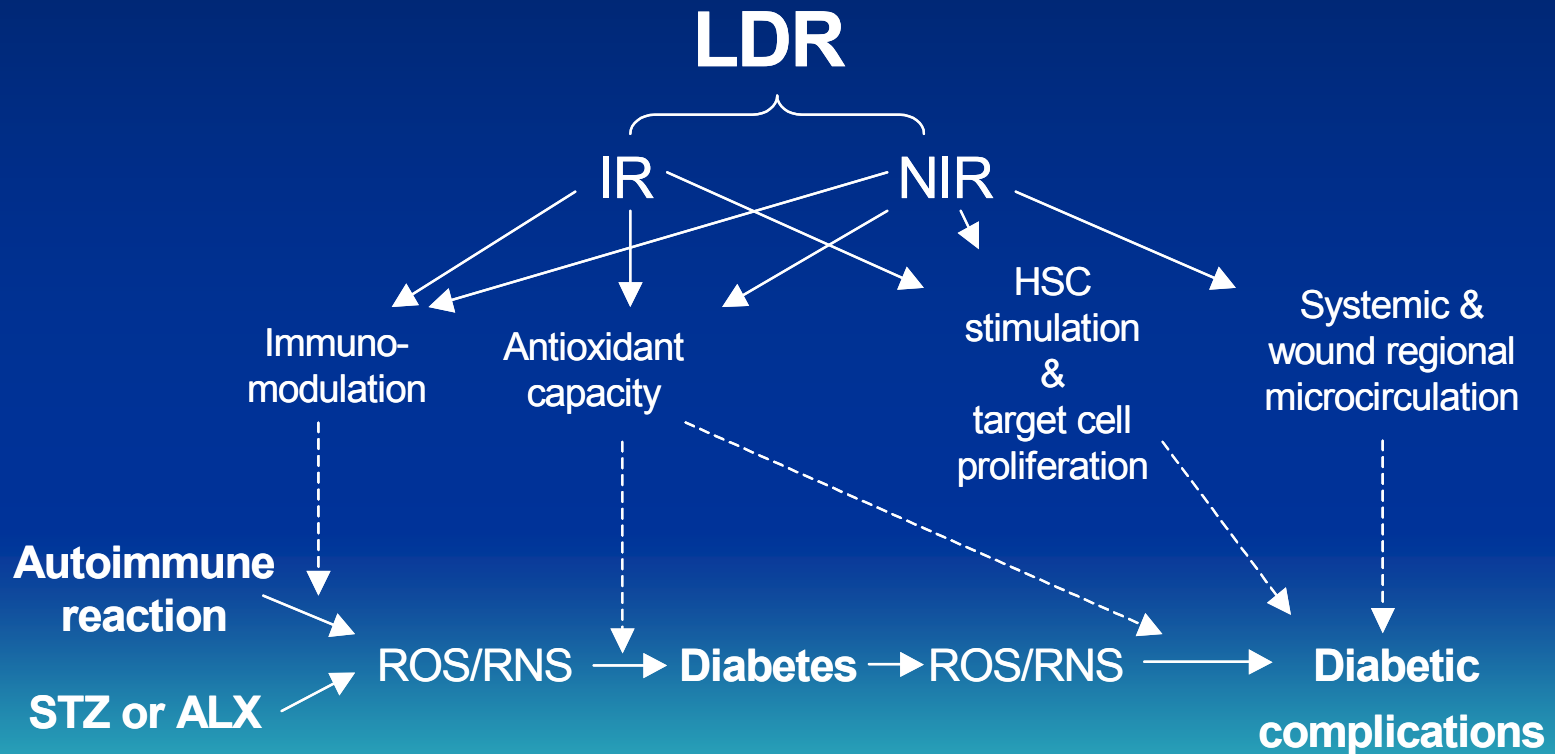 LDR
IR
NIR
Immuno-
modulation
Antioxidant
capacity
HSC
stimulation
&
target cell
proliferation
Systemic &
wound regional
microcirculation
Autoimmune
reaction
STZ or ALX
ROS/RNS
Diabetes
ROS/RNS
Diabetic
complications